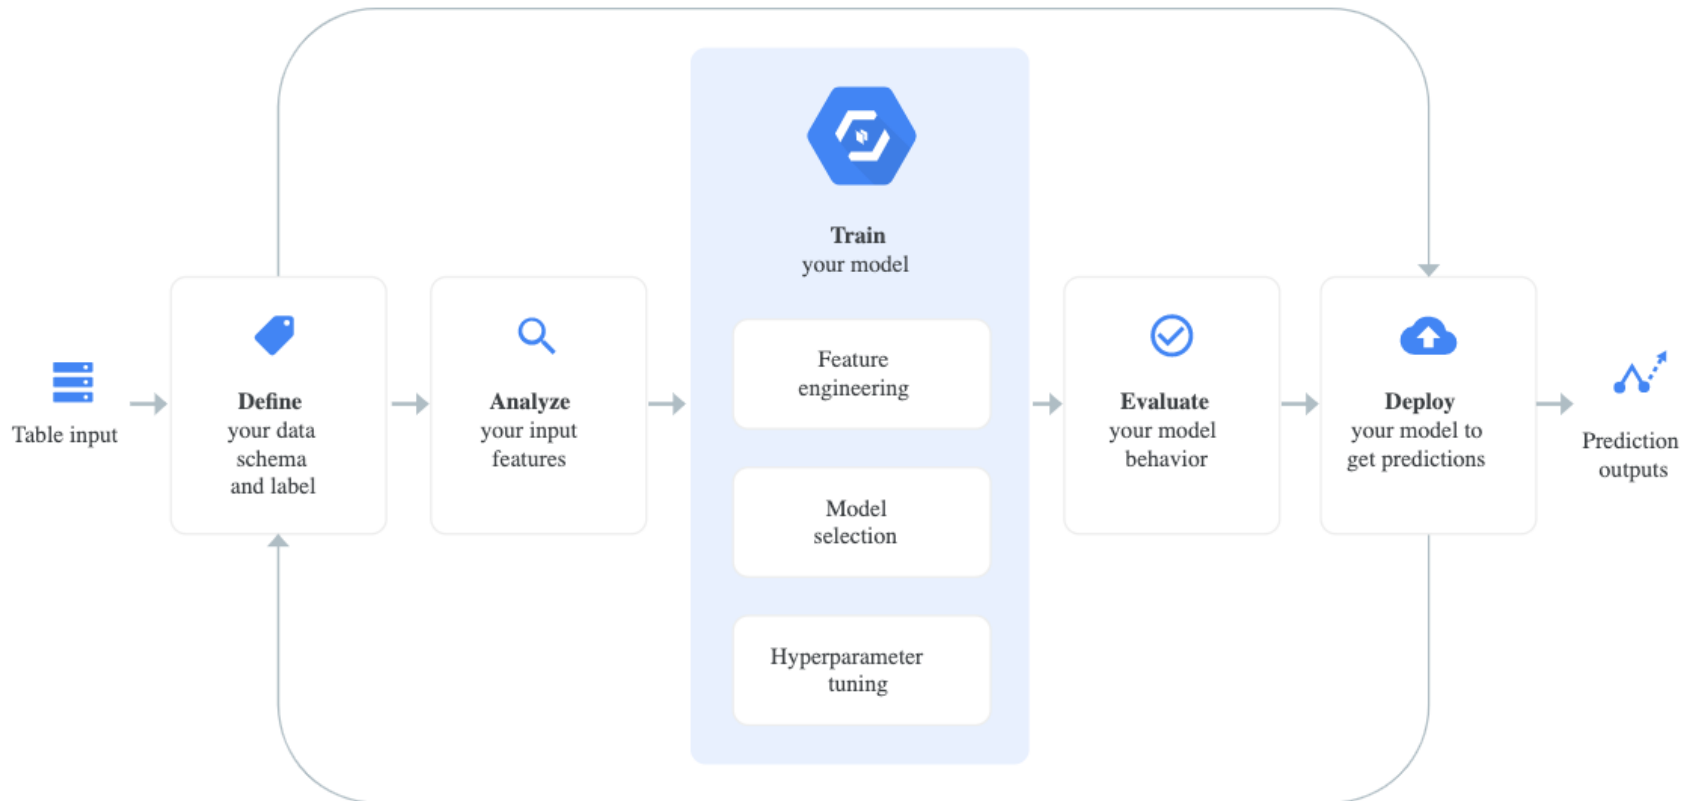 Table input
Define
your data
schema
and label
Analyze
your input
features
Train
your model
Feature
engineering
Model
selection
Hyperparameter
tuning
Evaluate
your model
behavior
Deploy
your model to
get predictions
Prediction
outputs